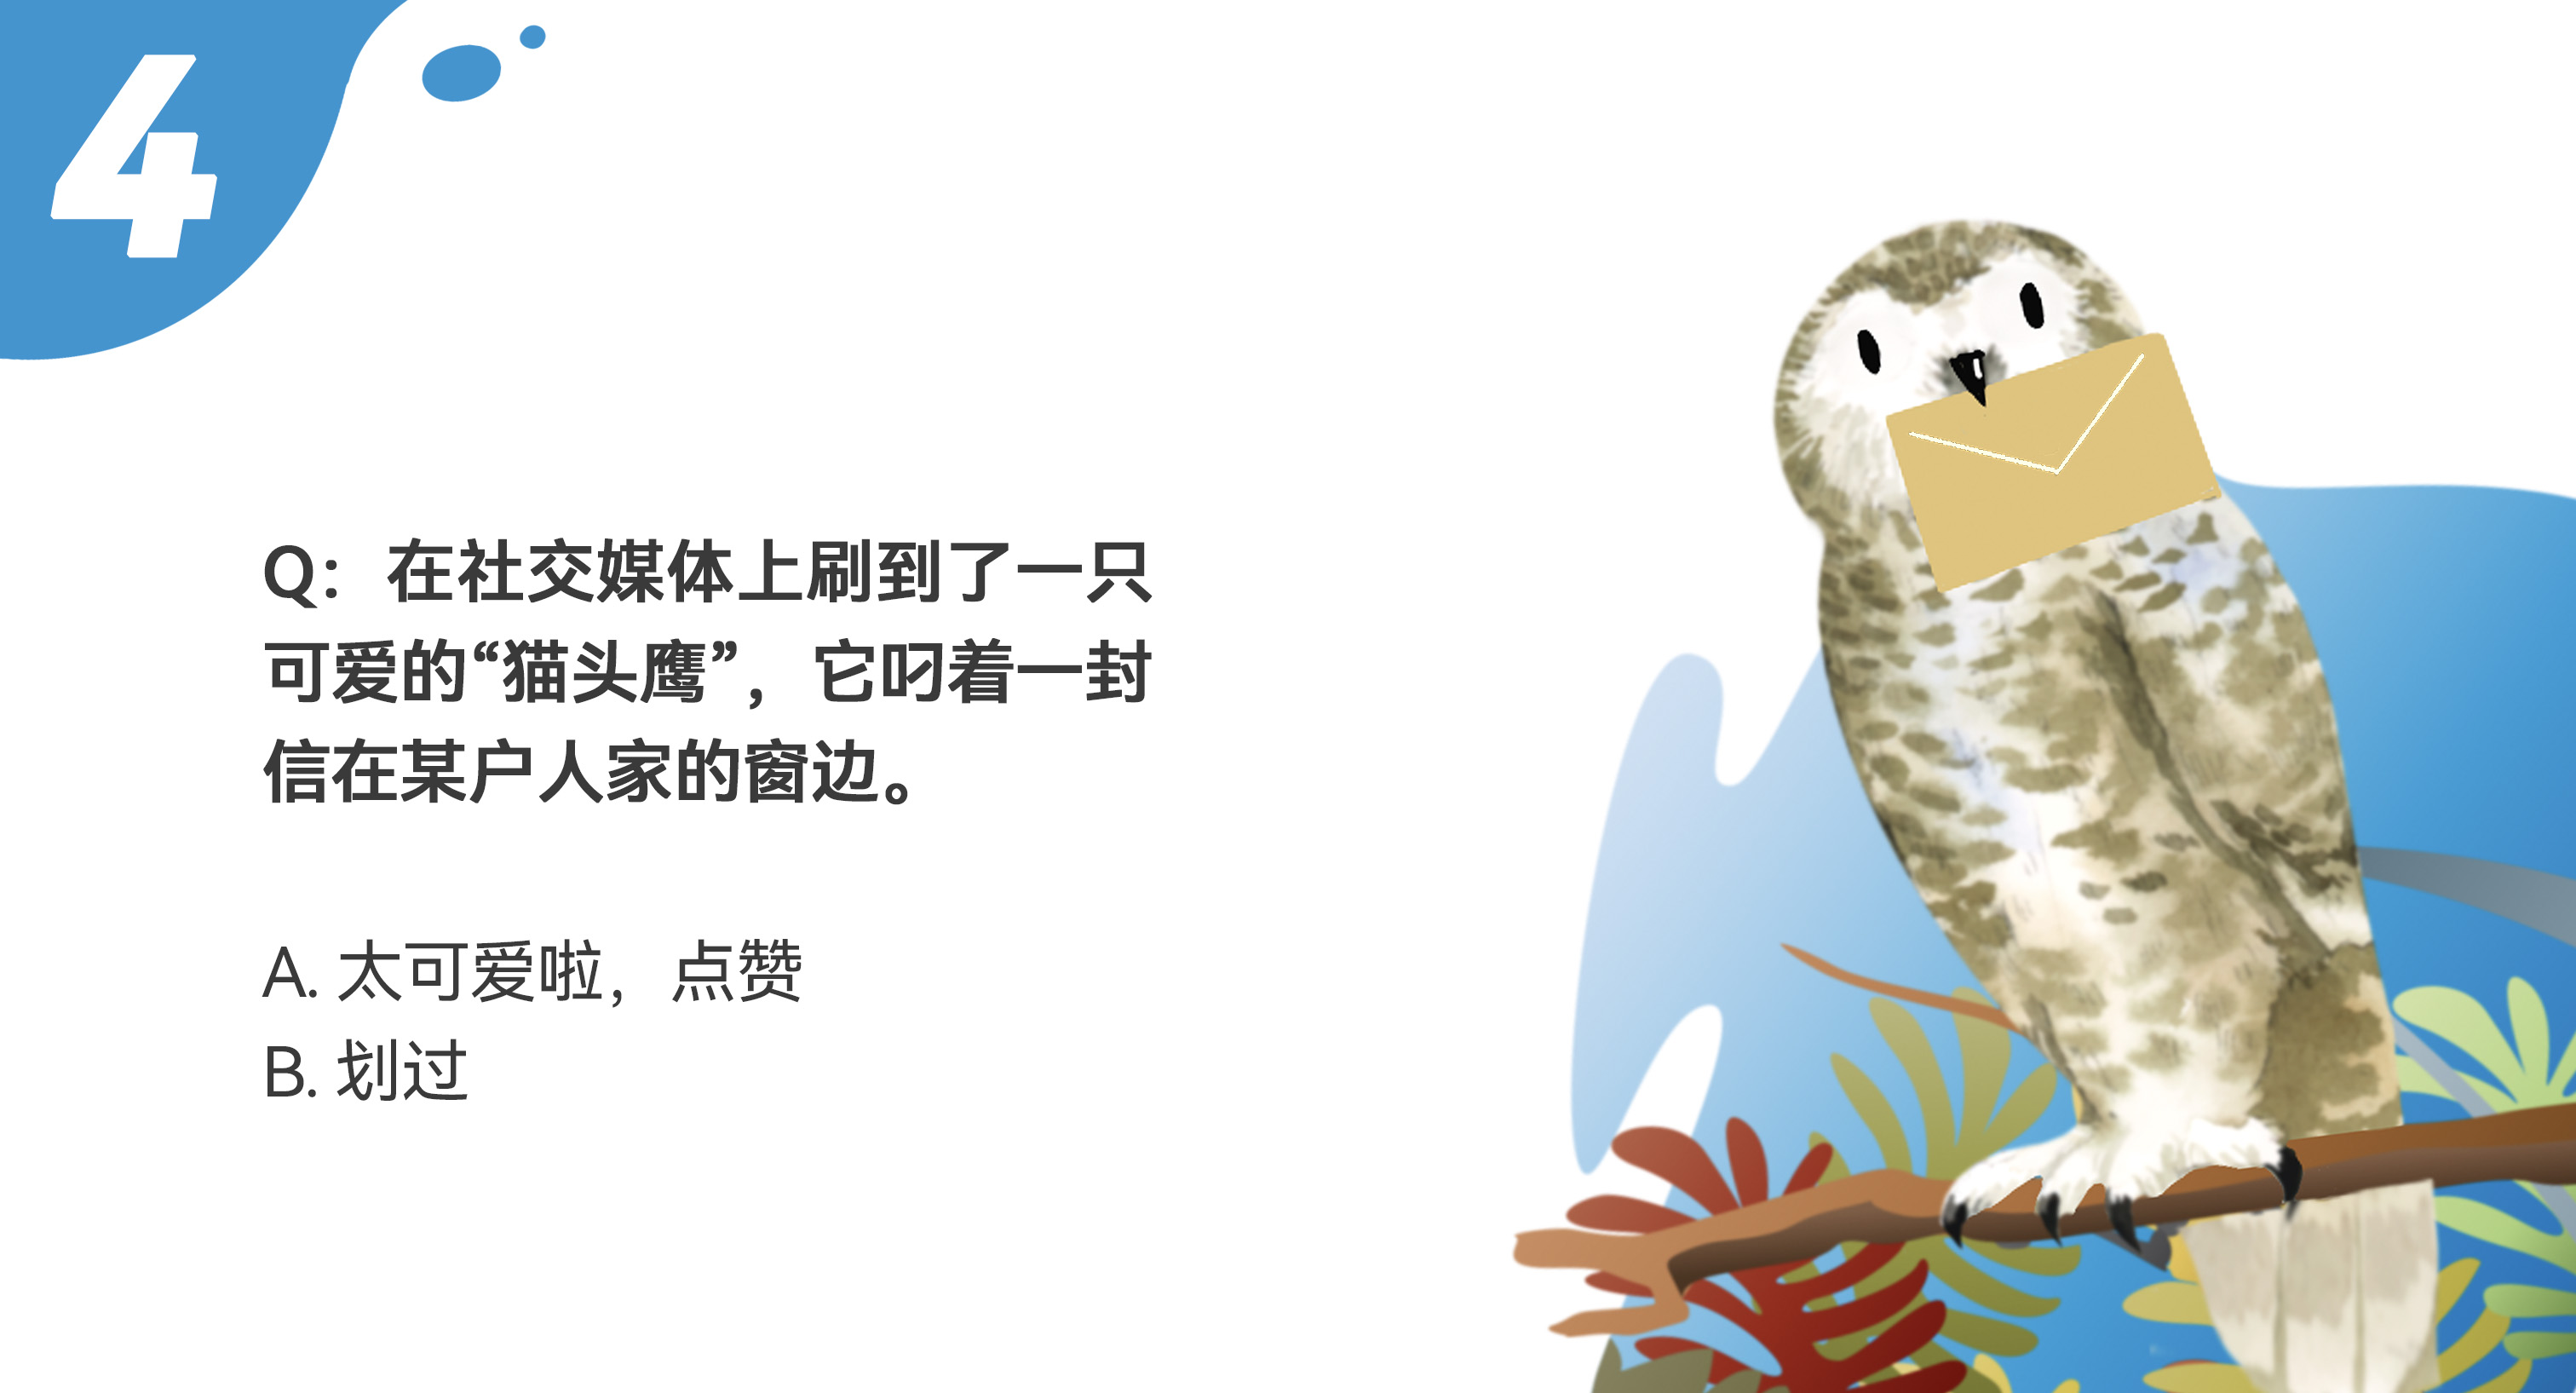 4
Q：在社交媒体上刷到了一只
可爱的“猫头鹰”，它叼着一封
信在某户人家的窗边。
A. 太可爱啦，点赞
B. 划过